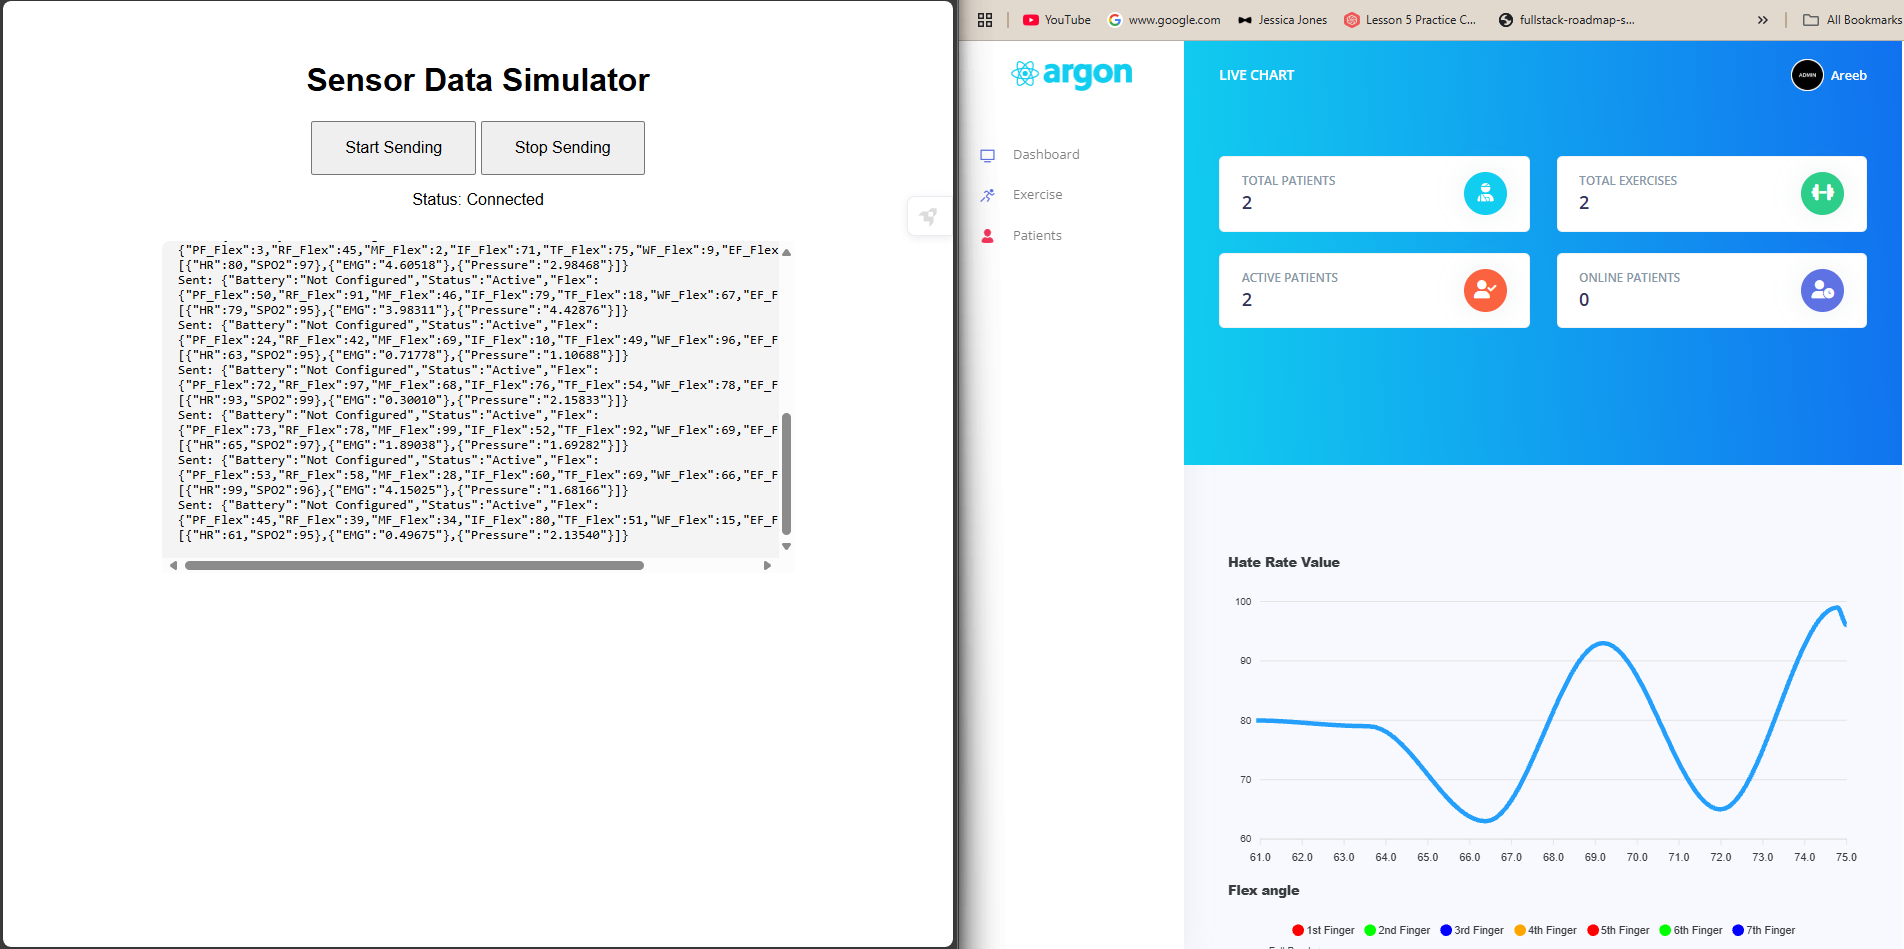 Sensor Data Simulator
Start Sending
Stop Sending
Status: Connected
{"PF_Flex":3,"RF_Flex":45,"MF_Flex":2,"IF_Flex":71,"TF_Flex":75,"WF_Flex":9,"EF_Flex
[{"HR":80,"SPO2":97},{"EMG":"4.60518"},{"Pressure":"2.98468"}]}
Sent: {"Battery":"Not Configured","Status":"Active","Flex":
{"PF_Flex":50,"RF_Flex":91,"MF_Flex":46,"IF_Flex":79,"TF_Flex":18,"WF_Flex":67,"EF_F
[{"HR":79,"SPO2":95},{"EMG":"3.98311"},{"Pressure":"4.42876"}]}
Sent: {"Battery":"Not Configured","Status":"Active","Flex":
{"PF_Flex":24,"RF_Flex":42,"MF_Flex":69,"IF_Flex":10,"TF_Flex":49,"WF_Flex":96,"EF_F
[{"HR":63,"SPO2":95},{"EMG":"0.71778"},{"Pressure":"1.10688"}]}
Sent: {"Battery":"Not Configured","Status":"Active","Flex":
{"PF_Flex":72,"RF_Flex":97,"MF_Flex":68,"IF_Flex":76,"TF_Flex":54,"WF_Flex":78,"EF_F
[{"HR":93,"SPO2":99},{"EMG":"0.30010"},{"Pressure":"2.15833"}]}
Sent: {"Battery":"Not Configured","Status":"Active","Flex":
{"PF_Flex":73,"RF_Flex":78,"MF_Flex":99,"IF_Flex":52,"TF_Flex":92,"WF_Flex":69,"EF_F
[{"HR":65,"SPO2":97},{"EMG":"1.89038"},{"Pressure":"1.69282"}]}
Sent: {"Battery":"Not Configured","Status":"Active","Flex":
{"PF_Flex":53,"RF_Flex":58,"MF_Flex":28,"IF_Flex":60,"TF_Flex":69,"WF_Flex":66,"EF_F
[{"HR":99,"SPO2":96},{"EMG":"4.15025"},{"Pressure":"1.68166"}]}
Sent: {"Battery":"Not Configured","Status":"Active","Flex":
{"PF_Flex":45,"RF_Flex":39,"MF_Flex":34,"IF_Flex":80,"TF_Flex":51,"WF_Flex":15,"EF_F
[{"HR":61,"SPO2":95},{"EMG":"0.49675"},{"Pressure":"2.13540"}]}
YouTube www.google.com Jessica Jones Lesson 5 Practice C... fullstack-roadmap-s... » All Bookmarks
argon
Dashboard
Exercise
Patients
LIVE CHART
ADMIN Areeb
TOTAL PATIENTS
2
TOTAL EXERCISES
2
ACTIVE PATIENTS
2
ONLINE PATIENTS
0
Hate Rate Value
100
90
80
70
60
61.0 62.0 63.0 64.0 65.0 66.0 67.0 68.0 69.0 70.0 71.0 72.0 73.0 74.0 75.0
Flex angle
1st Finger 2nd Finger 3rd Finger 4th Finger 5th Finger 6th Finger 7th Finger